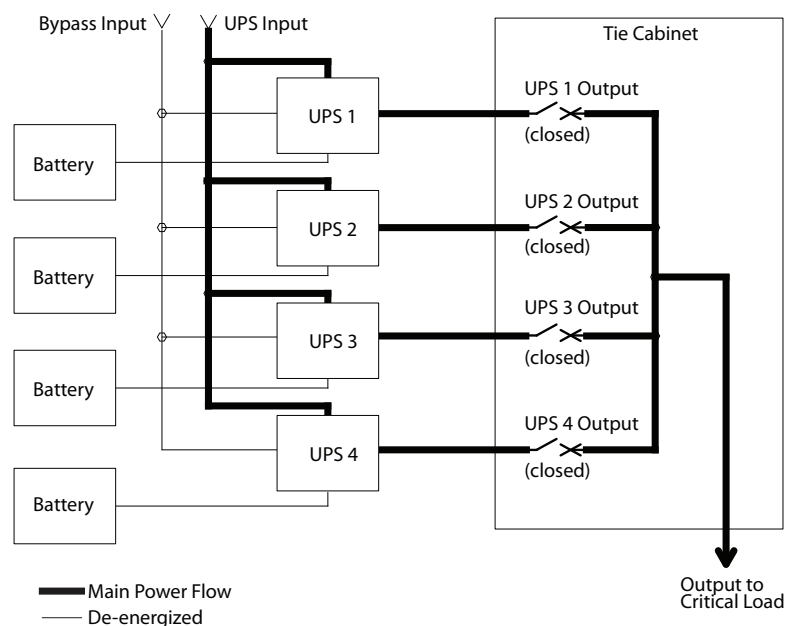 Bypass Input
UPS Input
Tie Cabinet
UPS 1
UPS 1 Output
(closed)
Battery
UPS 2
UPS 2 Output
(closed)
Battery
UPS 3
UPS 3 Output
(closed)
Battery
UPS 4
UPS 4 Output
(closed)
Battery
Main Power Flow
De-energized
Output to
Critical Load